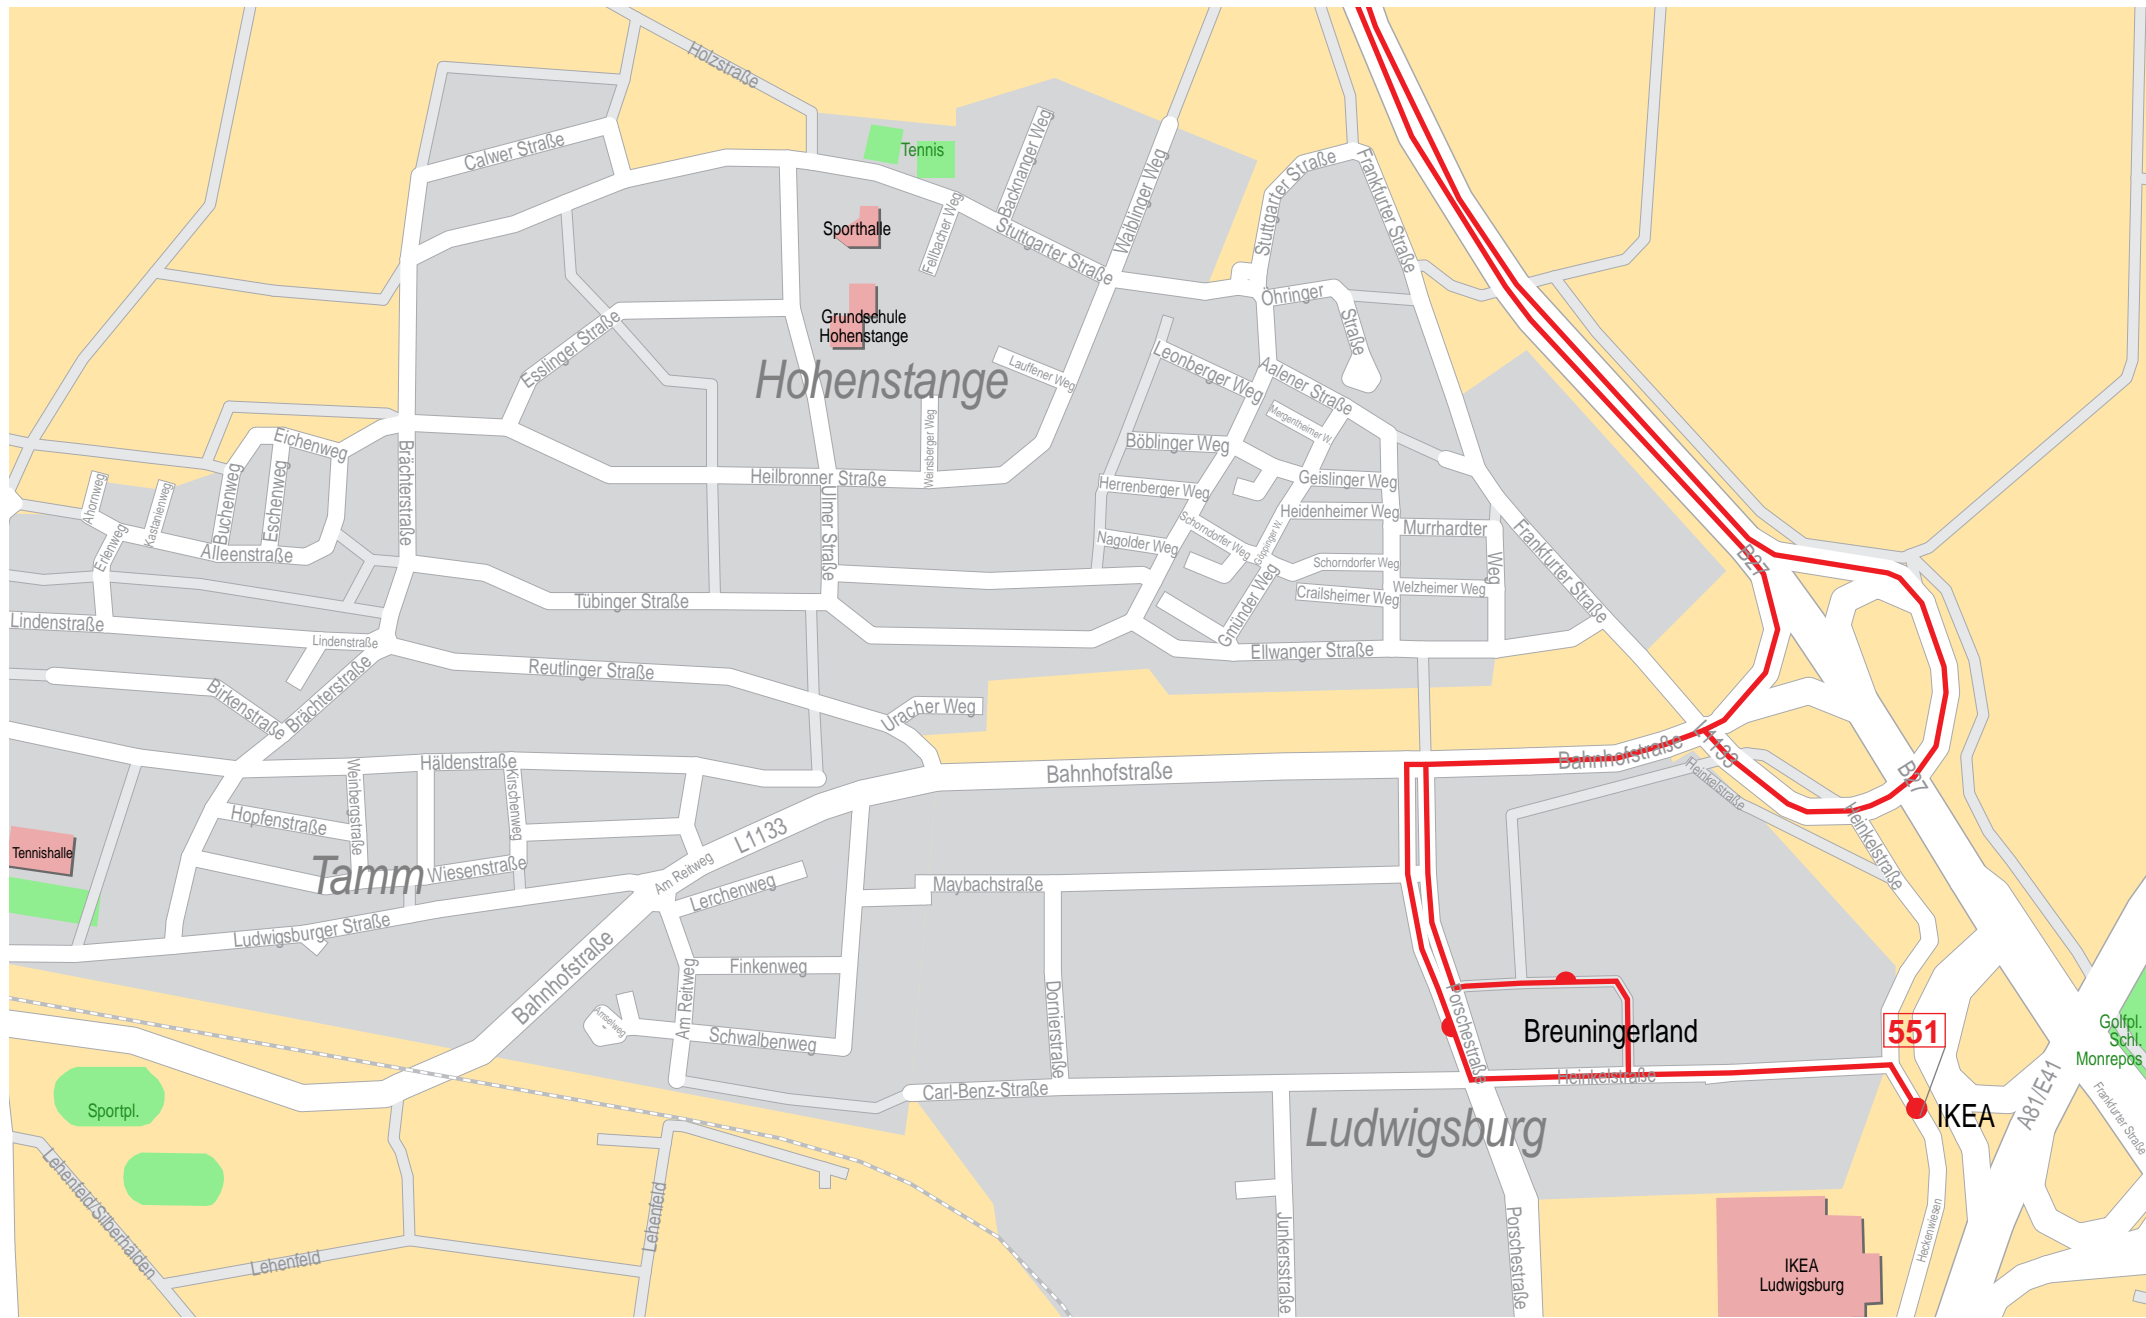 Holzstraße
Calwer Straße
Tennis
Backnanger Weg
Waiblinger Weg
Stuttgarter Straße
Frankfurter Straße
Sporthalle
Fellbacher Weg
Stuttgarter Straße
Öhringer
Straße
Grundschule
Hohenstange
Esslinger Straße
Hohenstange
Lauffener Weg
Leonberger Weg
Aalener Straße
Mergentheimer W.
Eichenweg
Brächterstraße
Weinsberger Weg
Böblinger Weg
Heilbronner Straße
Geislinger Weg
Herrenberger Weg
Ahornweg
Kastanienweg
Buchenweg
Eschenweg
Erlenweg
Alleenstraße
Ulmer Straße
Heidenheimer Weg
Schorndorfer Weg
Göppinger W.
Murrhardter
Weg
Frankfurter Straße
Nagolder Weg
Schorndorfer Weg
B27
Gmünder Weg
Crailsheimer Weg
Welzheimer Weg
Tübinger Straße
Lindenstraße
Lindenstraße
Ellwanger Straße
Reutlinger Straße
Birkenstraße
Brächterstraße
Uracher Weg
L1133
Bahnhofstraße
Bahnhofstraße
Heinkelstraße
B27
Häldenstraße
Weinbergstraße
Kirschenweg
Hopfenstraße
L1133
Heinkelstraße
Tennishalle
Tamm
Wiesenstraße
Am Reitweg
Lerchenweg
Maybachstraße
Ludwigsburger Straße
Bahnhofstraße
Finkenweg
Am Reitweg
Amselweg
Schwalbenweg
Dornierstraße
Porschestraße
Breuningerland
551
Golfpl.
Schl.
Monrepos
Heinkelstraße
Carl-Benz-Straße
Sportpl.
IKEA
A81/E41
Frankfurter Straße
Ludwigsburg
Lehenfeld/Silberhalden
Lehenfeld
Lehenfeld
Junkersstraße
Porschestraße
Heckenwiesen
IKEA
Ludwigsburg